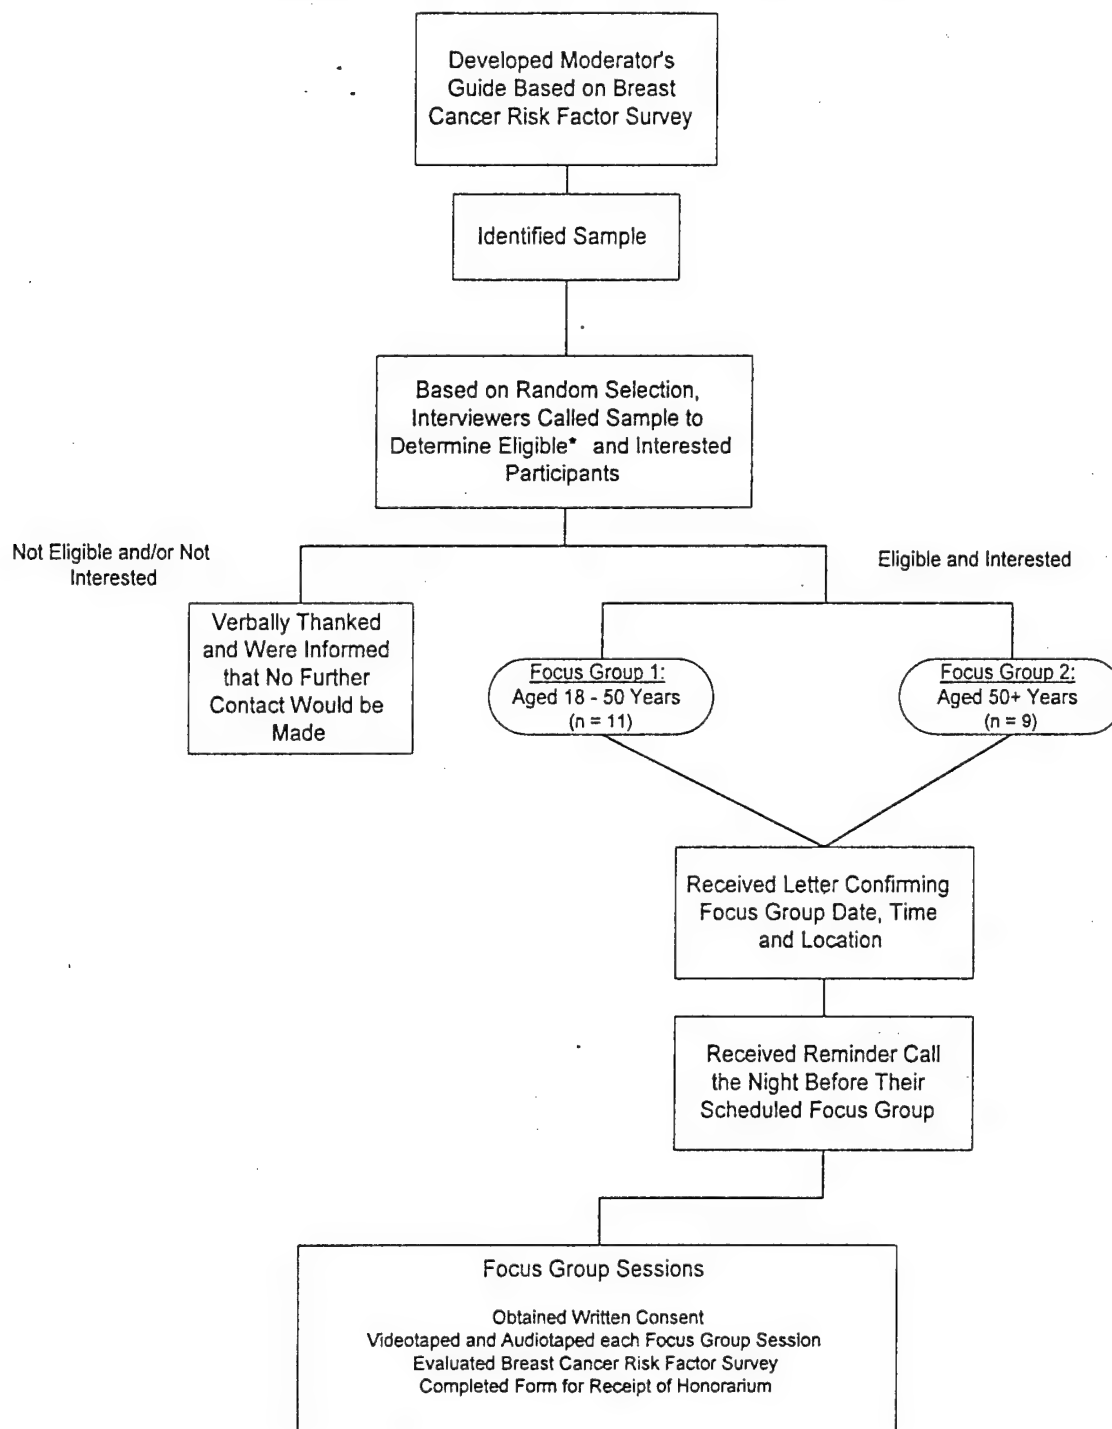 Developed Moderator's
Guide Based on Breast
Cancer Risk Factor Survey
Identified Sample
Based on Random Selection,
Interviewers Called Sample to
Determine Eligible* and Interested
Participants
Not Eligible and/or Not
Interested
Eligible and Interested
Verbally Thanked
and Were Informed
that No Further
Contact Would be
Made
Focus Group 1:
Aged 18 - 50 Years
(n = 11)
Focus Group 2:
Aged 50+ Years
(n = 9)
Received Letter Confirming
Focus Group Date, Time
and Location
Received Reminder Call
the Night Before Their
Scheduled Focus Group
Focus Group Sessions
Obtained Written Consent
Videotaped and Audiotaped each Focus Group Session
Evaluated Breast Cancer Risk Factor Survey
Completed Form for Receipt of Honorarium